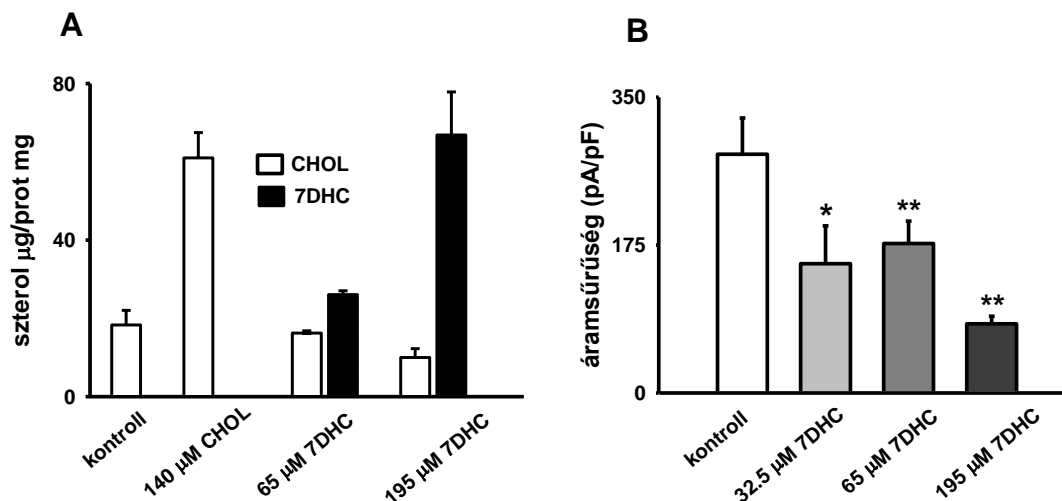 A
szterol µg/prot mg
80
40
0
CHOL
7DHC
kontroll
140 µM CHOL
65 µM 7DHC
195 µM 7DHC
B
áramsűrűség (pA/pF)
350
175
0
*
**
**
kontroll
32.5 µM 7DHC
65 µM 7DHC
195 µM 7DHC